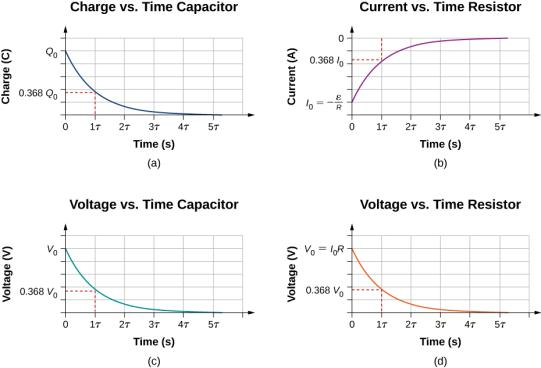 Charge vs. Time Capacitor
Charge (C)
Q₀
0.368 Q₀
0 1τ 2τ 3τ 4τ 5τ
Time (s)
(a)
Current vs. Time Resistor
Current (A)
0
0.368 I₀
I₀ = −ε/R
0 1τ 2τ 3τ 4τ 5τ
Time (s)
(b)
Voltage vs. Time Capacitor
Voltage (V)
V₀
0.368 V₀
0 1τ 2τ 3τ 4τ 5τ
Time (s)
(c)
Voltage vs. Time Resistor
Voltage (V)
V₀ = I₀R
0.368 V₀
0 1τ 2τ 3τ 4τ 5τ
Time (s)
(d)